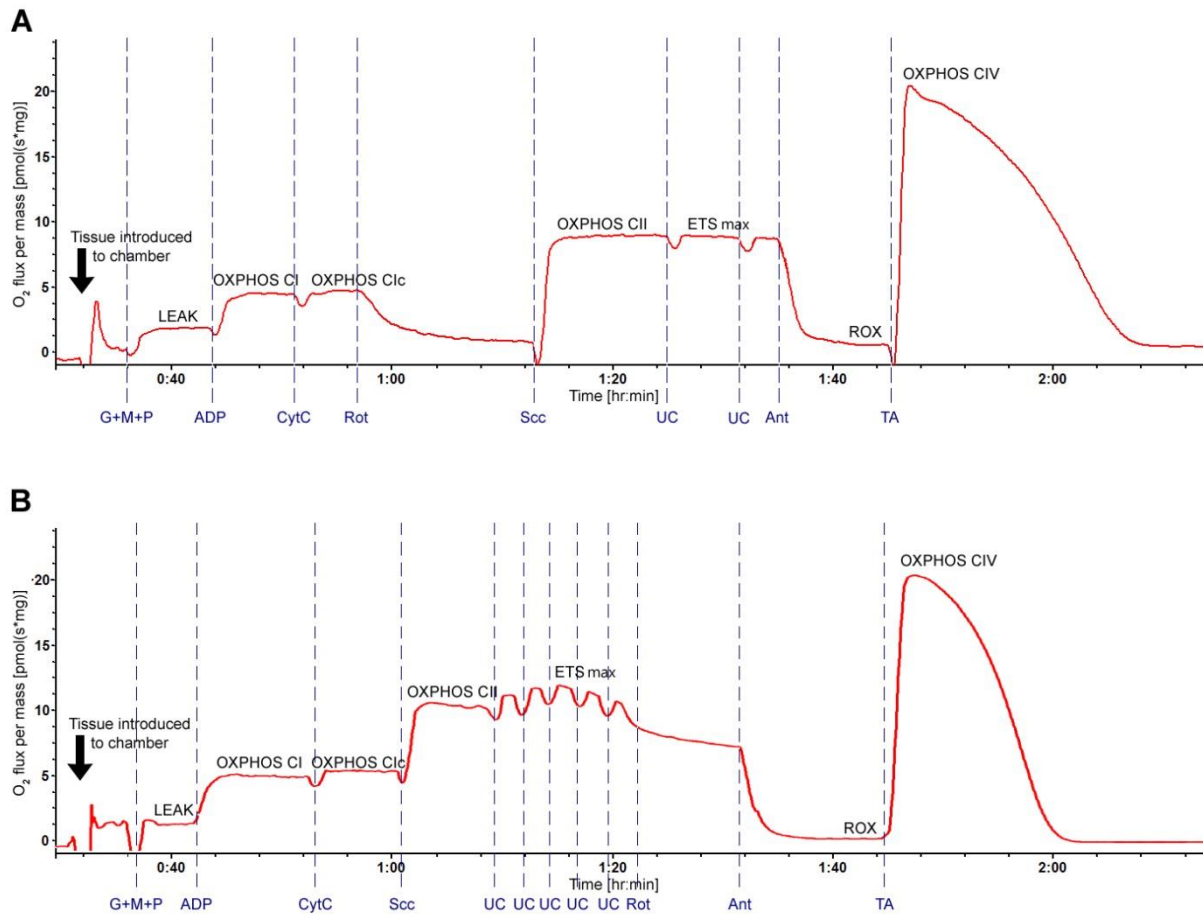 A
O2 flux per mass [pmol(s*mg)]
20
15
10
5
0
Tissue introduced
to chamber
LEAK
OXPHOS CI
OXPHOS CIc
OXPHOS CII
ETS max
ROX
OXPHOS CIV
0:40
1:00
1:20
1:40
2:00
Time [hr:min]
G+M+P
ADP
CytC
Rot
Scc
UC
UC
Ant
TA
B
O2 flux per mass [pmol(s*mg)]
20
15
10
5
0
Tissue introduced
to chamber
LEAK
OXPHOS CI
OXPHOS CIc
OXPHOS CII
ETS max
ROX
OXPHOS CIV
0:40
1:00
1:20
1:40
2:00
Time [hr:min]
G+M+P
ADP
CytC
Scc
UC
UC
UC
UC
UC
Rot
Ant
TA